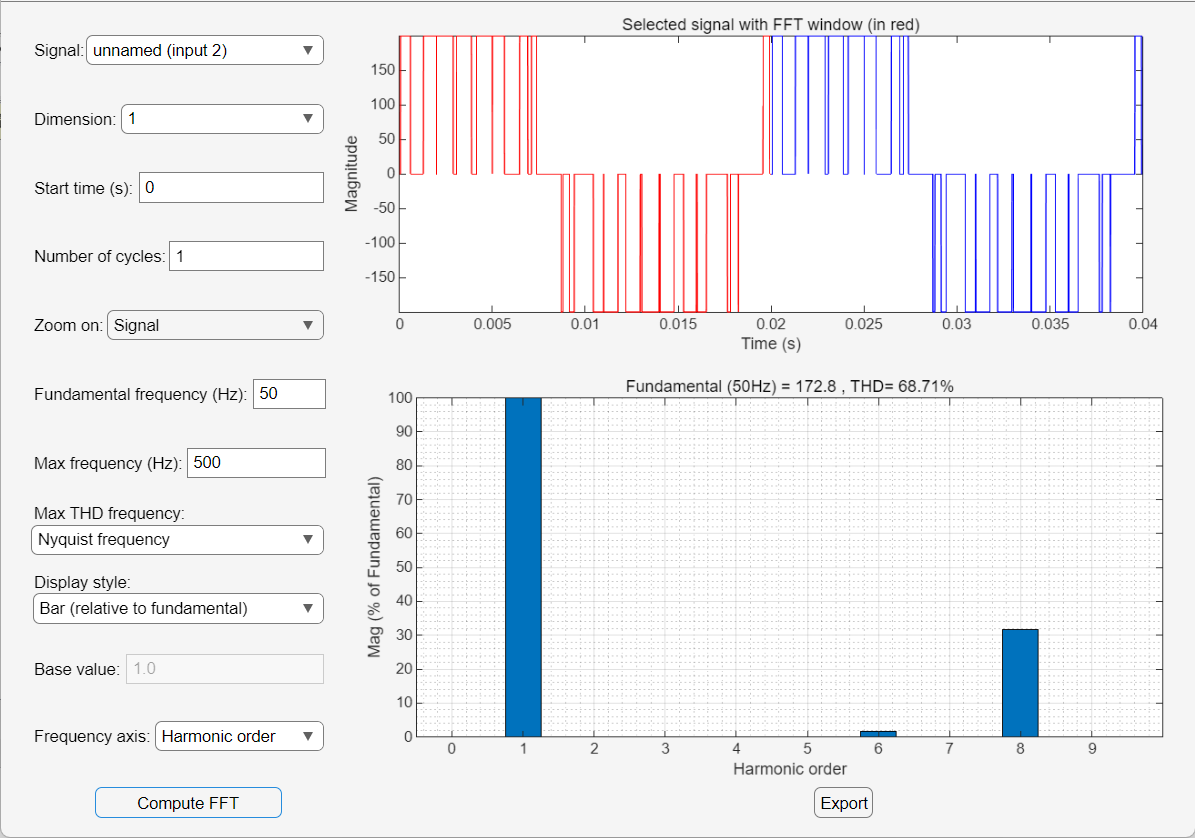 Signal: unnamed (input 2)
Dimension: 1
Start time (s): 0
Number of cycles: 1
Zoom on: Signal
Fundamental frequency (Hz): 50
Max frequency (Hz): 500
Max THD frequency:
Nyquist frequency
Display style:
Bar (relative to fundamental)
Base value: 1.0
Frequency axis: Harmonic order
Compute FFT
Selected signal with FFT window (in red)
Magnitude
150
100
50
0
-50
-100
-150
0 0.005 0.01 0.015 0.02 0.025 0.03 0.035 0.04
Time (s)
Fundamental (50Hz) = 172.8 , THD= 68.71%
Mag (% of Fundamental)
100
90
80
70
60
50
40
30
20
10
0
0 1 2 3 4 5 6 7 8 9
Harmonic order
Export